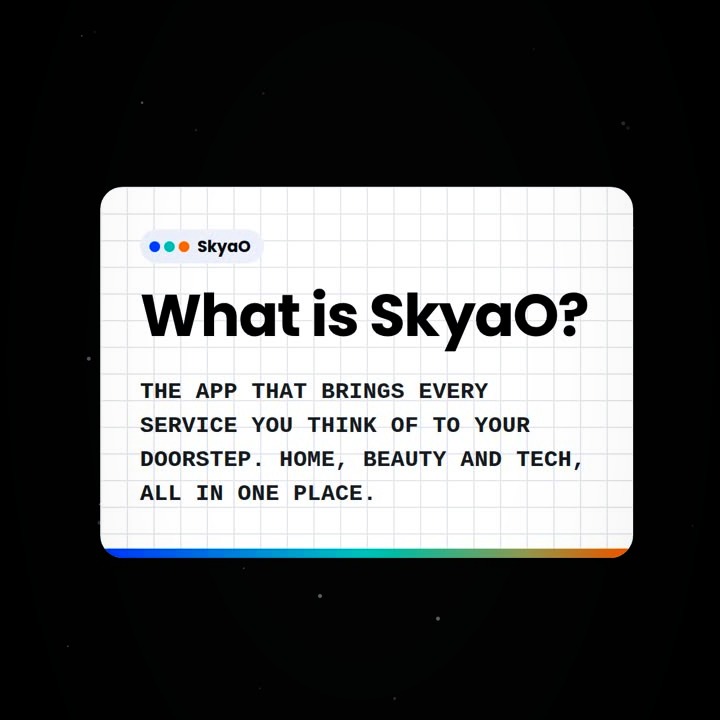 SkyaO
What is SkyaO?
THE APP THAT BRINGS EVERY
SERVICE YOU THINK OF TO YOUR
DOORSTEP. HOME, BEAUTY AND TECH,
ALL IN ONE PLACE.